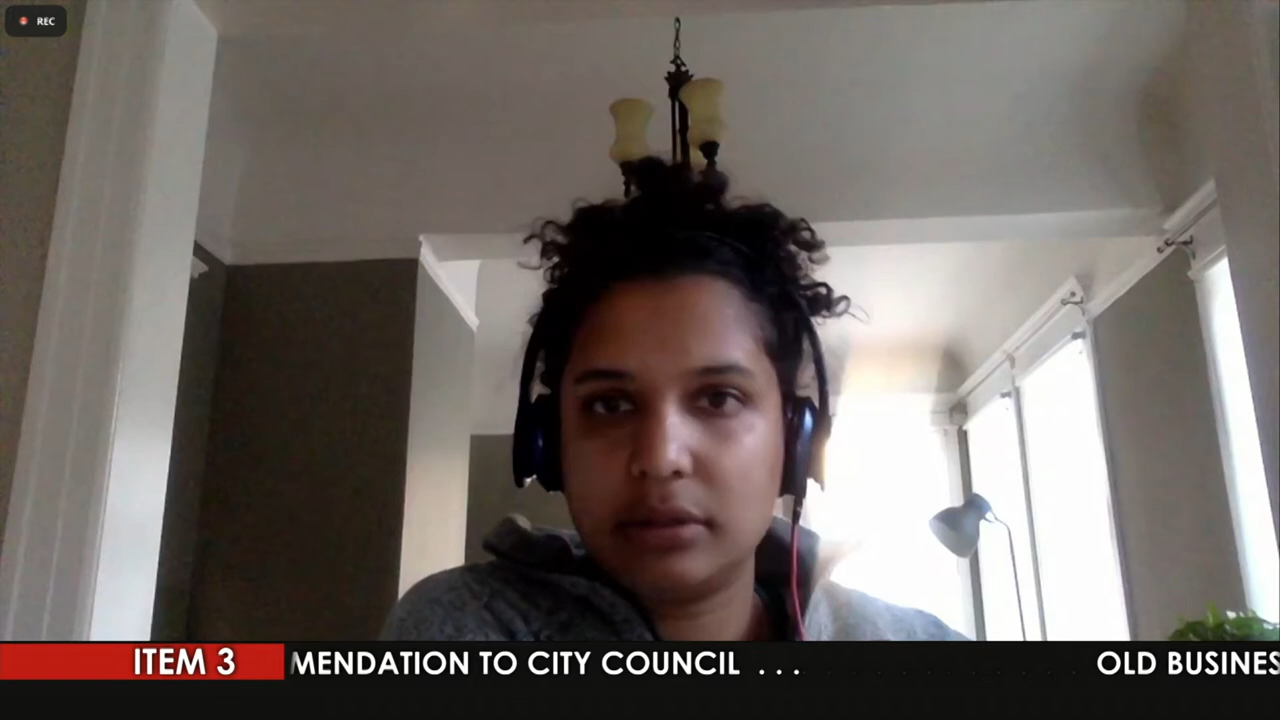 REC
ITEM 3 MENDATION TO CITY COUNCIL ... OLD BUSINES